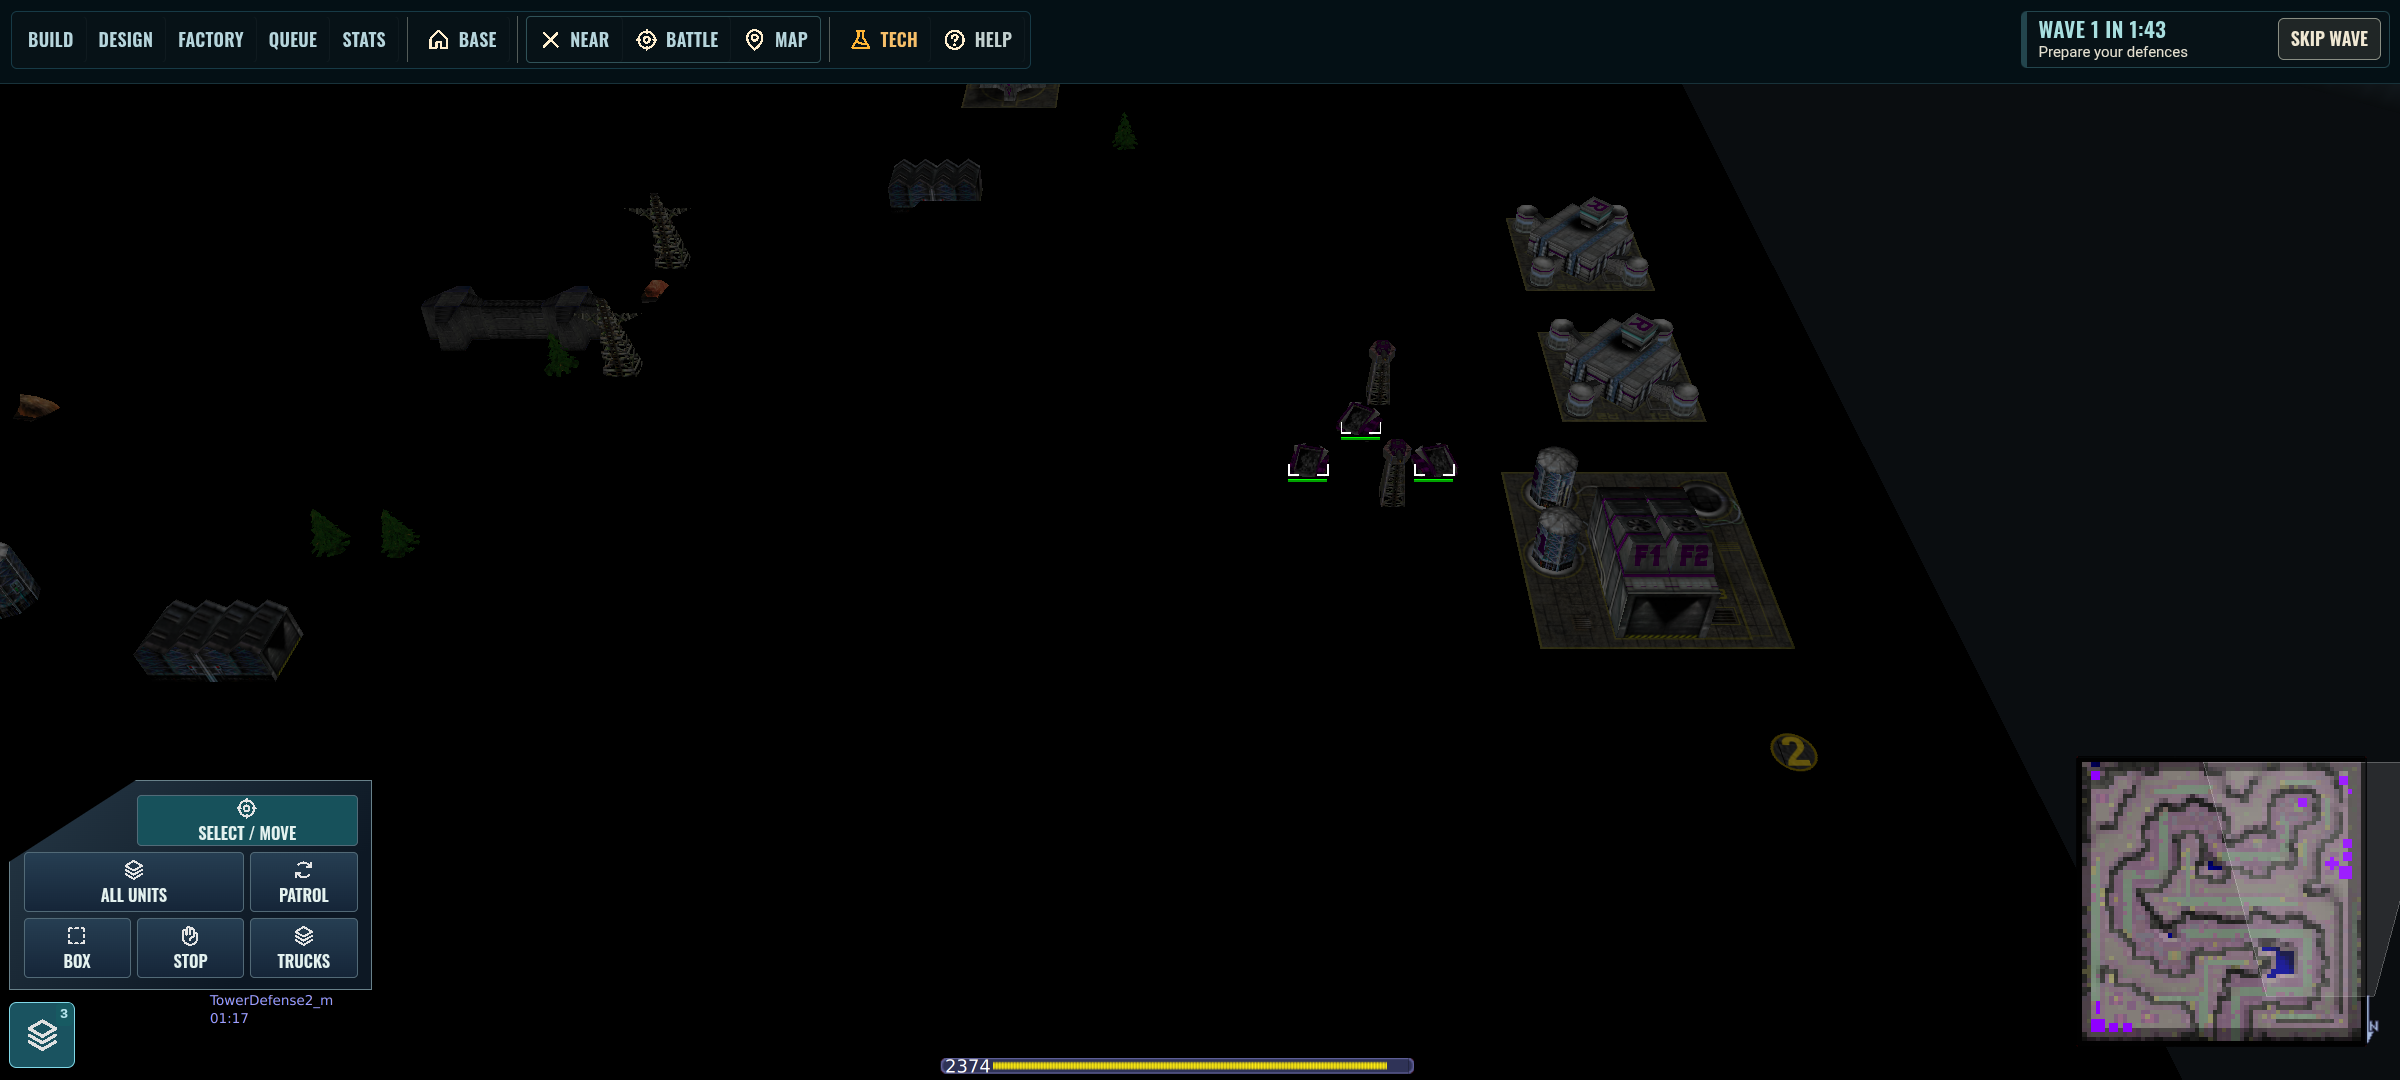 BUILD DESIGN FACTORY QUEUE STATS BASE NEAR BATTLE MAP TECH HELP
WAVE 1 IN 1:43
Prepare your defences
SKIP WAVE
R
R
F1 F2
2
SELECT / MOVE
ALL UNITS PATROL
BOX STOP TRUCKS
3
TowerDefense2_m
01:17
2374
N